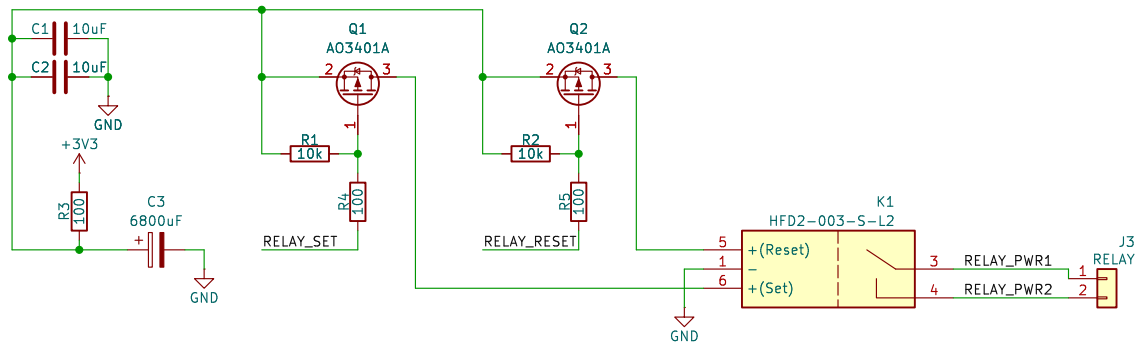 C1 10uF
C2 10uF
GND
+3V3
R3 100
C3
6800uF
+
GND
Q1
AO3401A
2 3
1
R1
10k
R4 100
RELAY_SET
Q2
AO3401A
2 3
1
R2
10k
R5 100
RELAY_RESET
K1
HFD2-003-S-L2
5 +(Reset)
1 -
6 +(Set)
GND
3 RELAY_PWR1
4 RELAY_PWR2
J3
RELAY
1
2